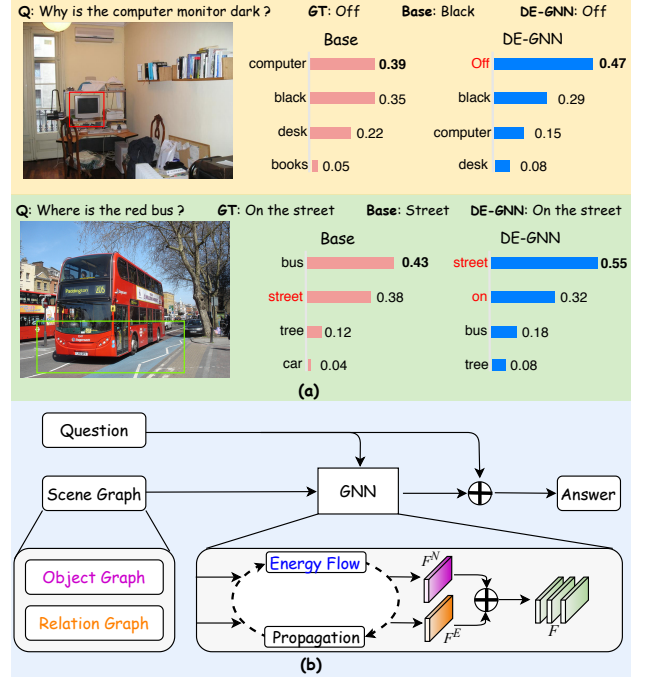 Q: Why is the computer monitor dark ? GT: Off Base: Black DE-GNN: Off
Base DE-GNN
computer 0.39 Off 0.47
black 0.35 black 0.29
desk 0.22 computer 0.15
books 0.05 desk 0.08
Q: Where is the red bus ? GT: On the street Base: Street DE-GNN: On the street
Base DE-GNN
bus 0.43 street 0.55
street 0.38 on 0.32
tree 0.12 bus 0.18
car 0.04 tree 0.08
Paddington 205
(a)
Question
Scene Graph GNN Answer
Object Graph Energy Flow F^N
Relation Graph Propagation F^E F
(b)